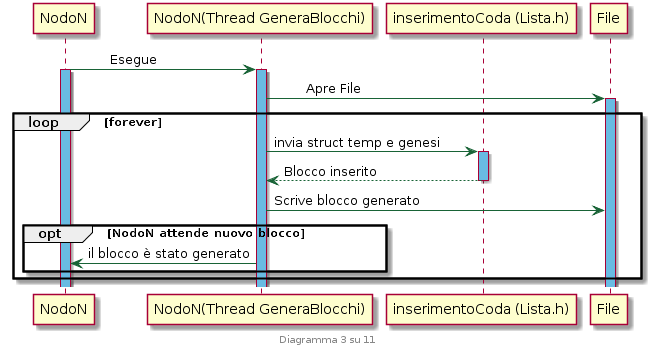 NodoN
NodoN(Thread GeneraBlocchi)
inserimentoCoda (Lista.h)
File
Esegue
Apre File
loop
[forever]
invia struct temp e genesi
Blocco inserito
Scrive blocco generato
opt
[NodoN attende nuovo blocco]
il blocco è stato generato
NodoN
NodoN(Thread GeneraBlocchi)
inserimentoCoda (Lista.h)
File
Diagramma 3 su 11